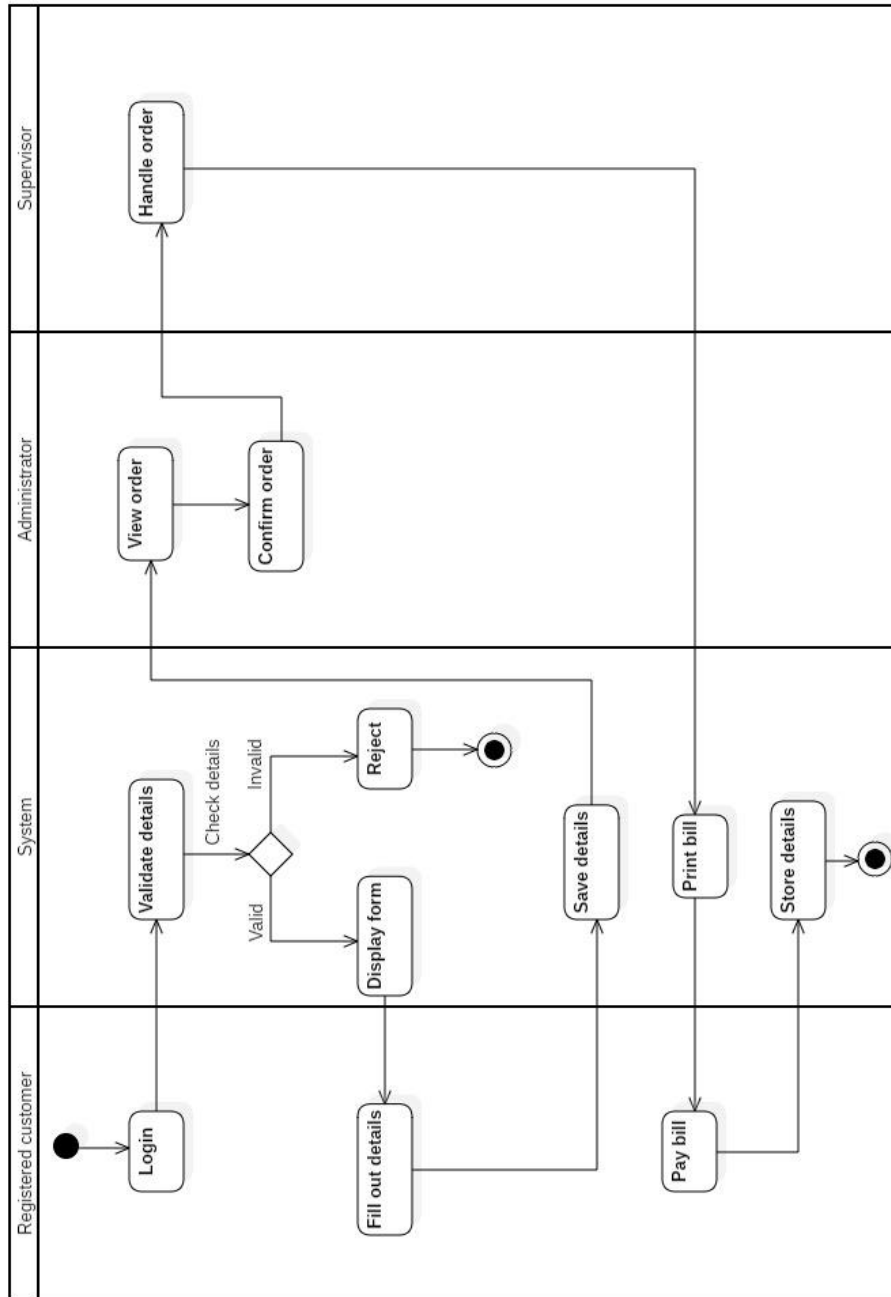 Registered customer
System
Administrator
Supervisor
Login
Validate details
View order
Handle order
Check details
Valid
Invalid
Confirm order
Fill out details
Display form
Reject
Save details
Pay bill
Print bill
Store details